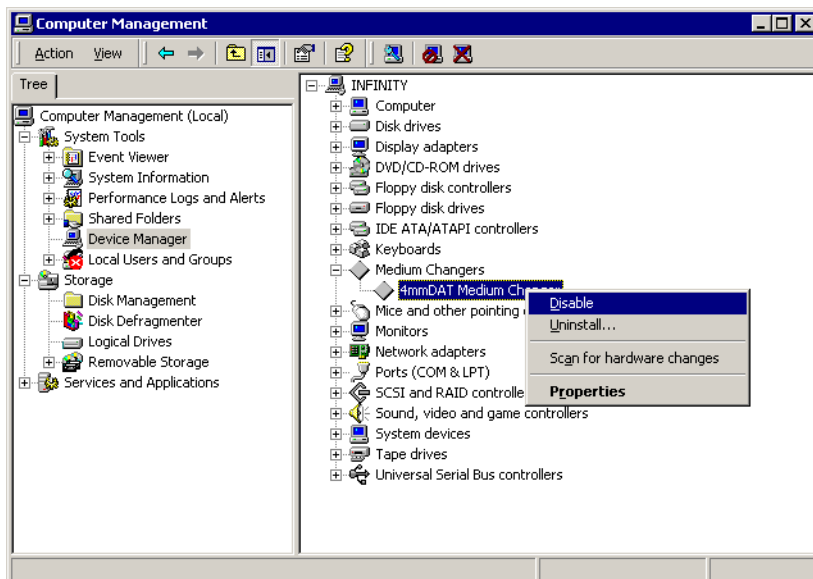 Computer Management
Action View
Tree
Computer Management (Local)
System Tools
Event Viewer
System Information
Performance Logs and Alerts
Shared Folders
Device Manager
Local Users and Groups
Storage
Disk Management
Disk Defragmenter
Logical Drives
Removable Storage
Services and Applications
INFINITY
Computer
Disk drives
Display adapters
DVD/CD-ROM drives
Floppy disk controllers
Floppy disk drives
IDE ATA/ATAPI controllers
Keyboards
Medium Changers
4mmDAT Medium
Mice and other pointing
Monitors
Network adapters
Ports (COM & LPT)
SCSI and RAID
Sound, video and game controllers
System devices
Tape drives
Universal Serial Bus controllers
Disable
Uninstall...
Scan for hardware changes
Properties